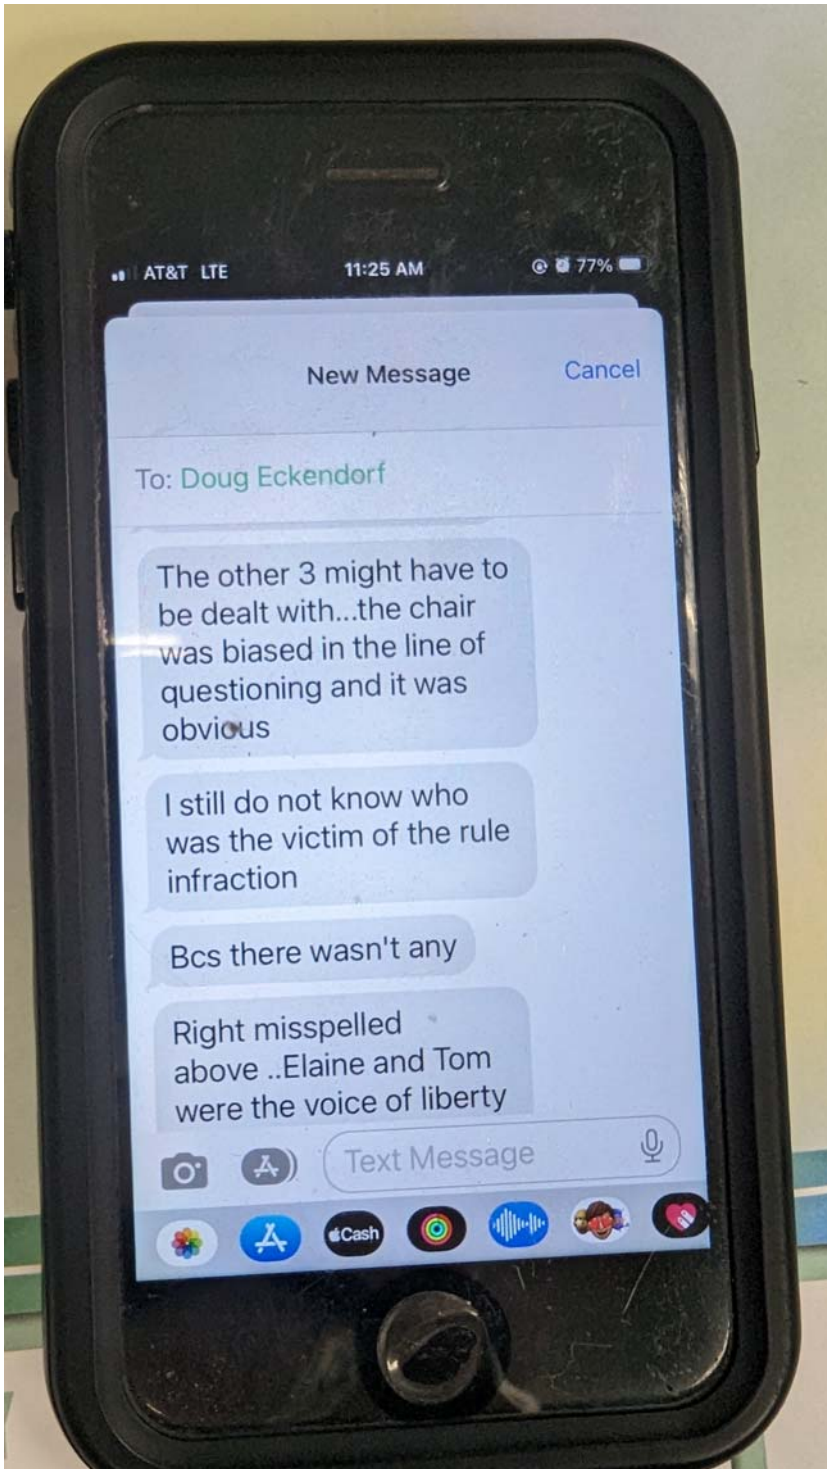 AT&T LTE 11:25 AM 77%
New Message Cancel
To: Doug Eckendorf
The other 3 might have to
be dealt with...the chair
was biased in the line of
questioning and it was
obvious
I still do not know who
was the victim of the rule
infraction
Bcs there wasn't any
Right misspelled
above ..Elaine and Tom
were the voice of liberty
Text Message
Cash